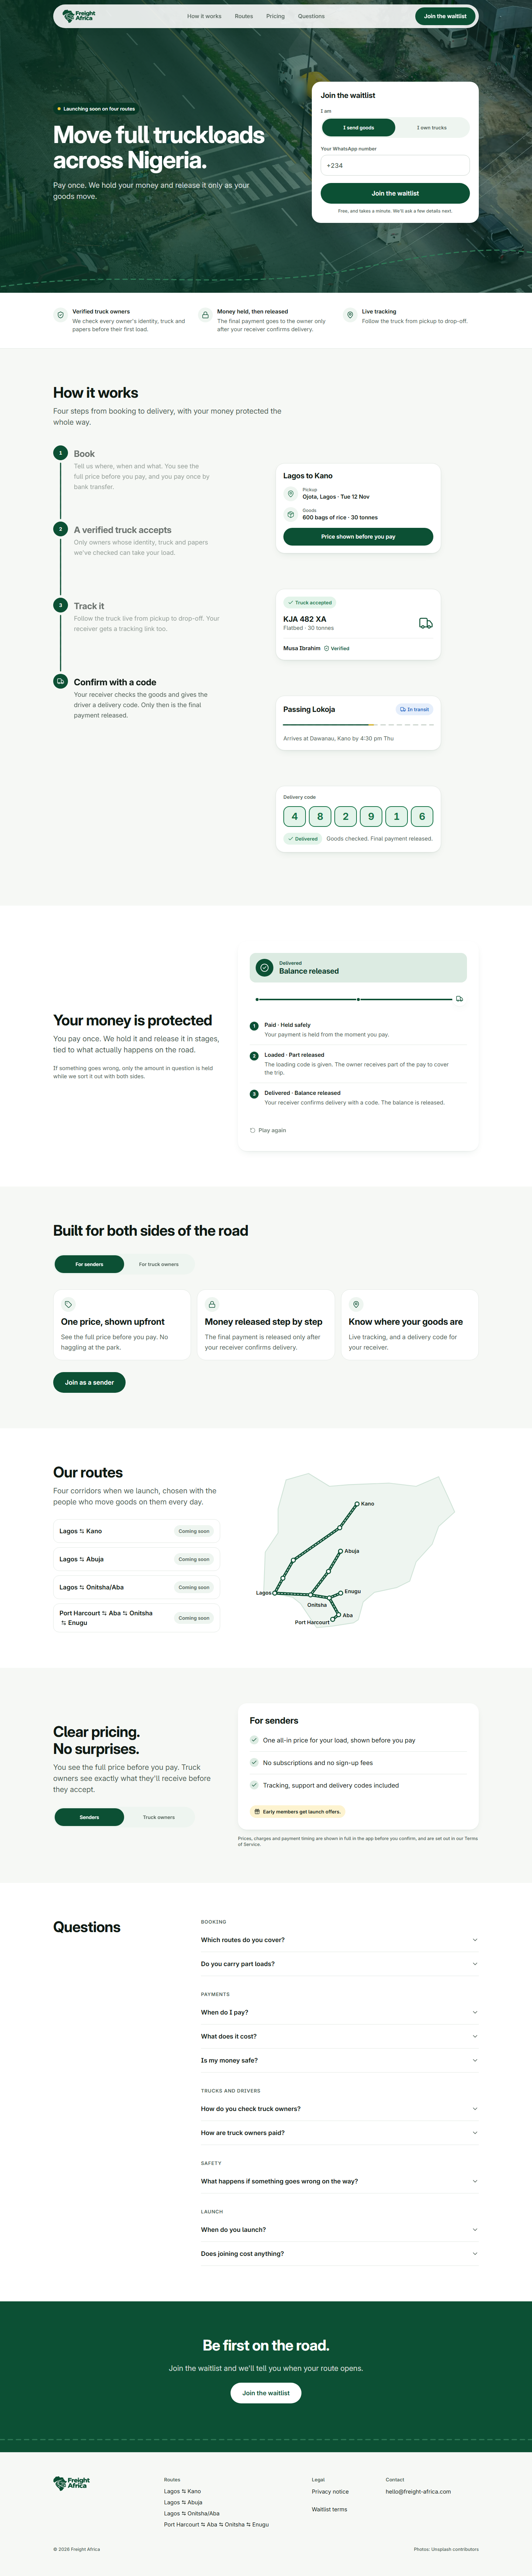 Freight
Africa
How it works
Routes
Pricing
Questions
Join the waitlist
Launching soon on four routes
Move full truckloads
across Nigeria.
Pay once. We hold your money and release it only as your
goods move.
Join the waitlist
I am
I send goods
I own trucks
Your WhatsApp number
+234
Join the waitlist
Free, and takes a minute. We'll ask a few details next.
Verified truck owners
We check every owner's identity, truck and
papers before their first load.
Money held, then released
The final payment goes to the owner only
after your receiver confirms delivery.
Live tracking
Follow the truck from pickup to drop-off.
How it works
Four steps from booking to delivery, with your money protected the
whole way.
1
Book
Tell us where, when and what. You see the
full price before you pay, and you pay once by
bank transfer.
2
A verified truck accepts
Only owners whose identity, truck and papers
we've checked can take your load.
3
Track it
Follow the truck live from pickup to drop-off. Your
receiver gets a tracking link too.
Confirm with a code
Your receiver checks the goods and gives the
driver a delivery code. Only then is the final
payment released.
Lagos to Kano
Pickup
Ojota, Lagos · Tue 12 Nov
Goods
600 bags of rice · 30 tonnes
Price shown before you pay
Truck accepted
KJA 482 XA
Flatbed · 30 tonnes
Musa Ibrahim
Verified
Passing Lokoja
In transit
Arrives at Dawanau, Kano by 4:30 pm Thu
Delivery code
4 8 2 9 1 6
Delivered
Goods checked. Final payment released.
Your money is protected
You pay once. We hold it and release it in stages,
tied to what actually happens on the road.
If something goes wrong, only the amount in question is held
while we sort it out with both sides.
Delivered
Balance released
1
Paid · Held safely
Your payment is held from the moment you pay.
2
Loaded · Part released
The loading code is given. The owner receives part of the pay to cover
the trip.
3
Delivered · Balance released
Your receiver confirms delivery with a code. The balance is released.
Play again
Built for both sides of the road
For senders
For truck owners
One price, shown upfront
See the full price before you pay. No
haggling at the park.
Money released step by step
The final payment is released only after
your receiver confirms delivery.
Know where your goods are
Live tracking, and a delivery code for
your receiver.
Join as a sender
Our routes
Four corridors when we launch, chosen with the
people who move goods on them every day.
Lagos ⇆ Kano
Coming soon
Lagos ⇆ Abuja
Coming soon
Lagos ⇆ Onitsha/Aba
Coming soon
Port Harcourt ⇆ Aba ⇆ Onitsha
⇆ Enugu
Coming soon
Kano
Abuja
Lagos
Enugu
Onitsha
Aba
Port Harcourt
Clear pricing.
No surprises.
You see the full price before you pay. Truck
owners see exactly what they'll receive before
they accept.
Senders
Truck owners
For senders
One all-in price for your load, shown before you pay
No subscriptions and no sign-up fees
Tracking, support and delivery codes included
Early members get launch offers.
Prices, charges and payment timing are shown in full in the app before you confirm, and are set out in our Terms
of Service.
Questions
BOOKING
Which routes do you cover?
Do you carry part loads?
PAYMENTS
When do I pay?
What does it cost?
Is my money safe?
TRUCKS AND DRIVERS
How do you check truck owners?
How are truck owners paid?
SAFETY
What happens if something goes wrong on the way?
LAUNCH
When do you launch?
Does joining cost anything?
Be first on the road.
Join the waitlist and we'll tell you when your route opens.
Join the waitlist
Freight
Africa
Routes
Lagos ⇆ Kano
Lagos ⇆ Abuja
Lagos ⇆ Onitsha/Aba
Port Harcourt ⇆ Aba ⇆ Onitsha ⇆ Enugu
Legal
Privacy notice
Waitlist terms
Contact
hello@freight-africa.com
© 2026 Freight Africa
Photos: Unsplash contributors